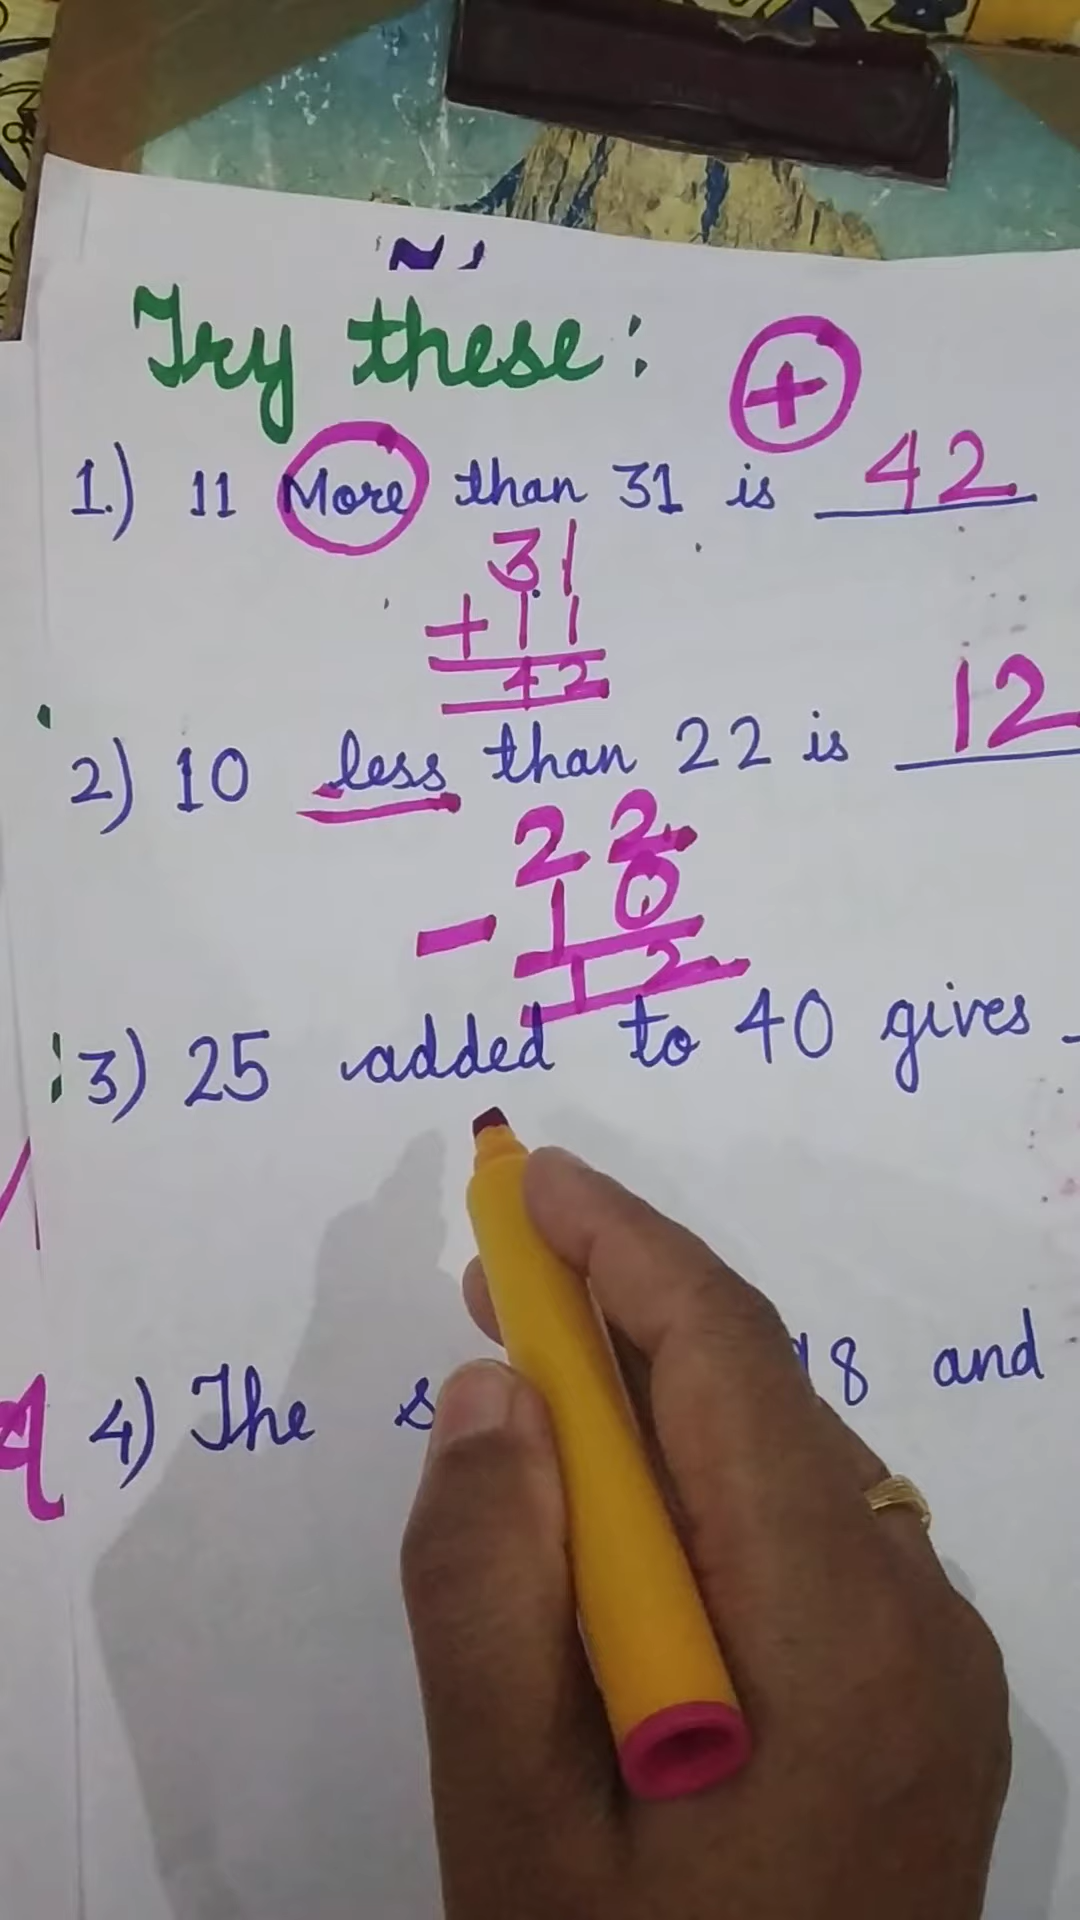 Try these: +
1.) 11 More than 31 is 42
31
+ 11
42
2) 10 less than 22 is 12
22
- 10
12
3) 25 added to 40 gives
4) The 8 and